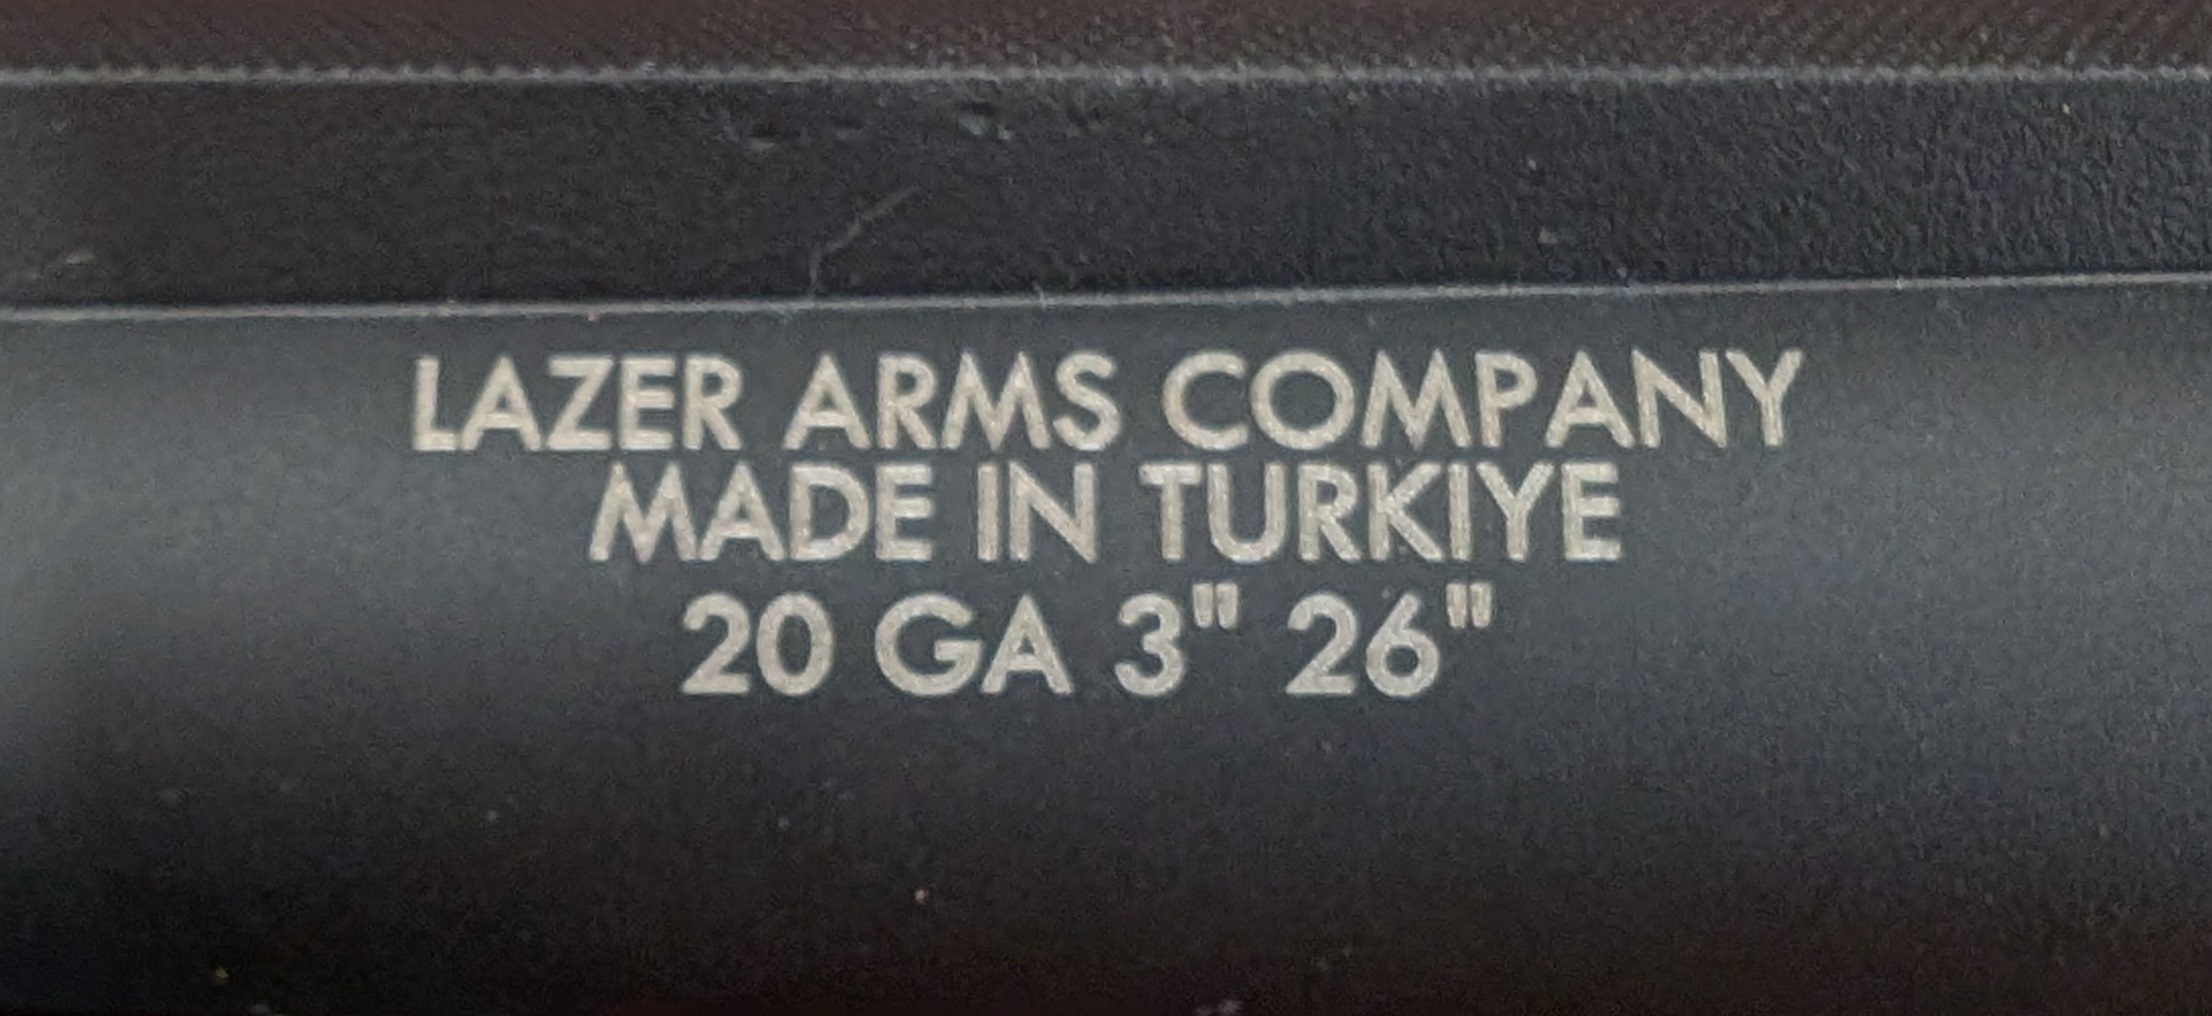 LAZER ARMS COMPANY
MADE IN TURKIYE
20 GA 3" 26"